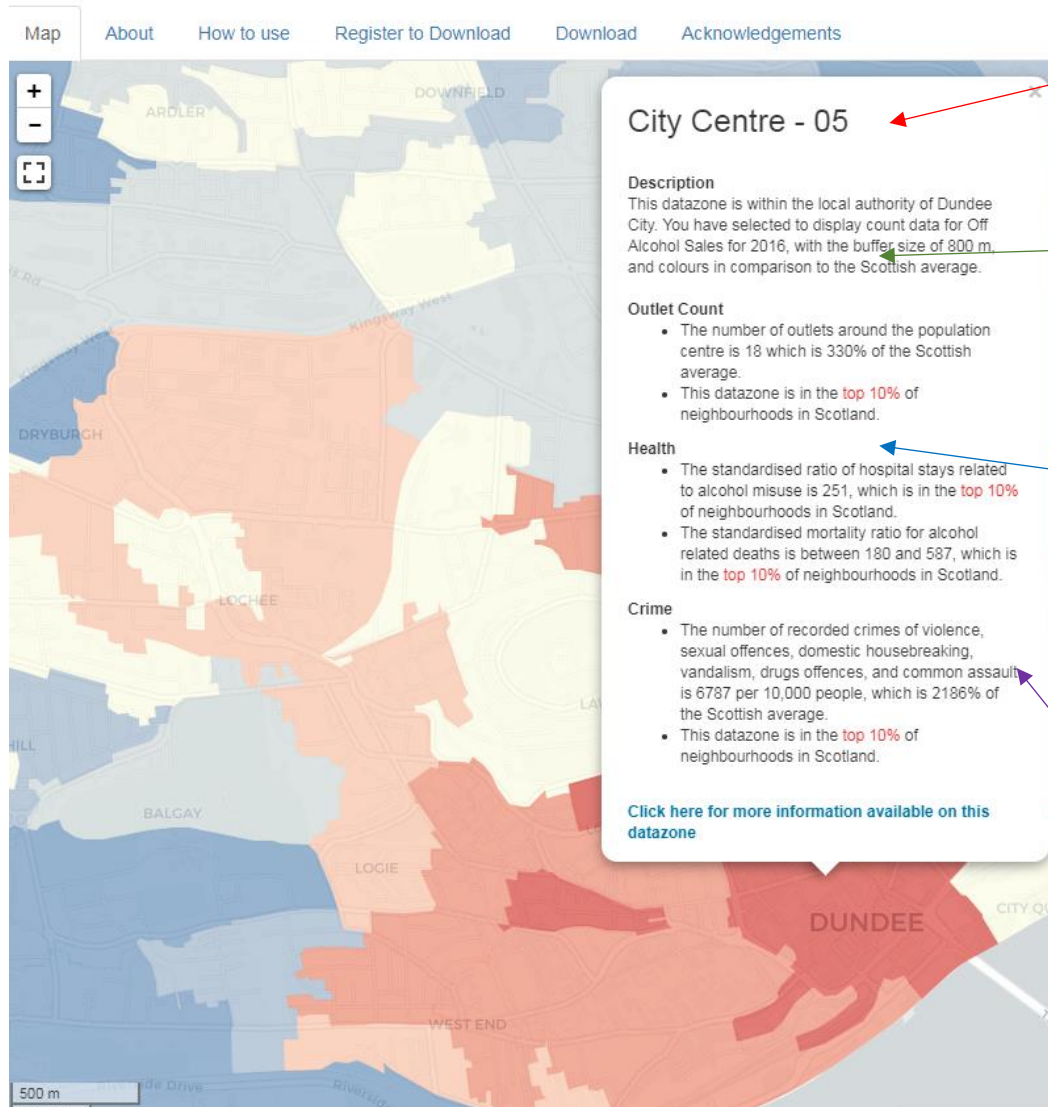 Map About How to use Register to Download Download Acknowledgements
+
-
ARDLER
DOWNFIELD
×
City Centre - 05
Description
This datazone is within the local authority of Dundee
City. You have selected to display count data for Off
Alcohol Sales for 2016, with the buffer size of 800 m,
and colours in comparison to the Scottish average.
Outlet Count
• The number of outlets around the population
centre is 18 which is 330% of the Scottish
average.
• This datazone is in the top 10% of
neighbourhoods in Scotland.
Health
• The standardised ratio of hospital stays related
to alcohol misuse is 251, which is in the top 10%
of neighbourhoods in Scotland.
• The standardised mortality ratio for alcohol
related deaths is between 180 and 587, which is
in the top 10% of neighbourhoods in Scotland.
Crime
• The number of recorded crimes of violence,
sexual offences, domestic housebreaking,
vandalism, drugs offences, and common assault
is 6787 per 10,000 people, which is 2186% of
the Scottish average.
• This datazone is in the top 10% of
neighbourhoods in Scotland.
Click here for more information available on this
datazone
Rd
Kingsway West
DRYBURGH
LOCHEE
LA
HILL
BALGAY
LOGIE
DUNDEE
CITY QU
WEST END
Riverside Drive
Riverside
500 m